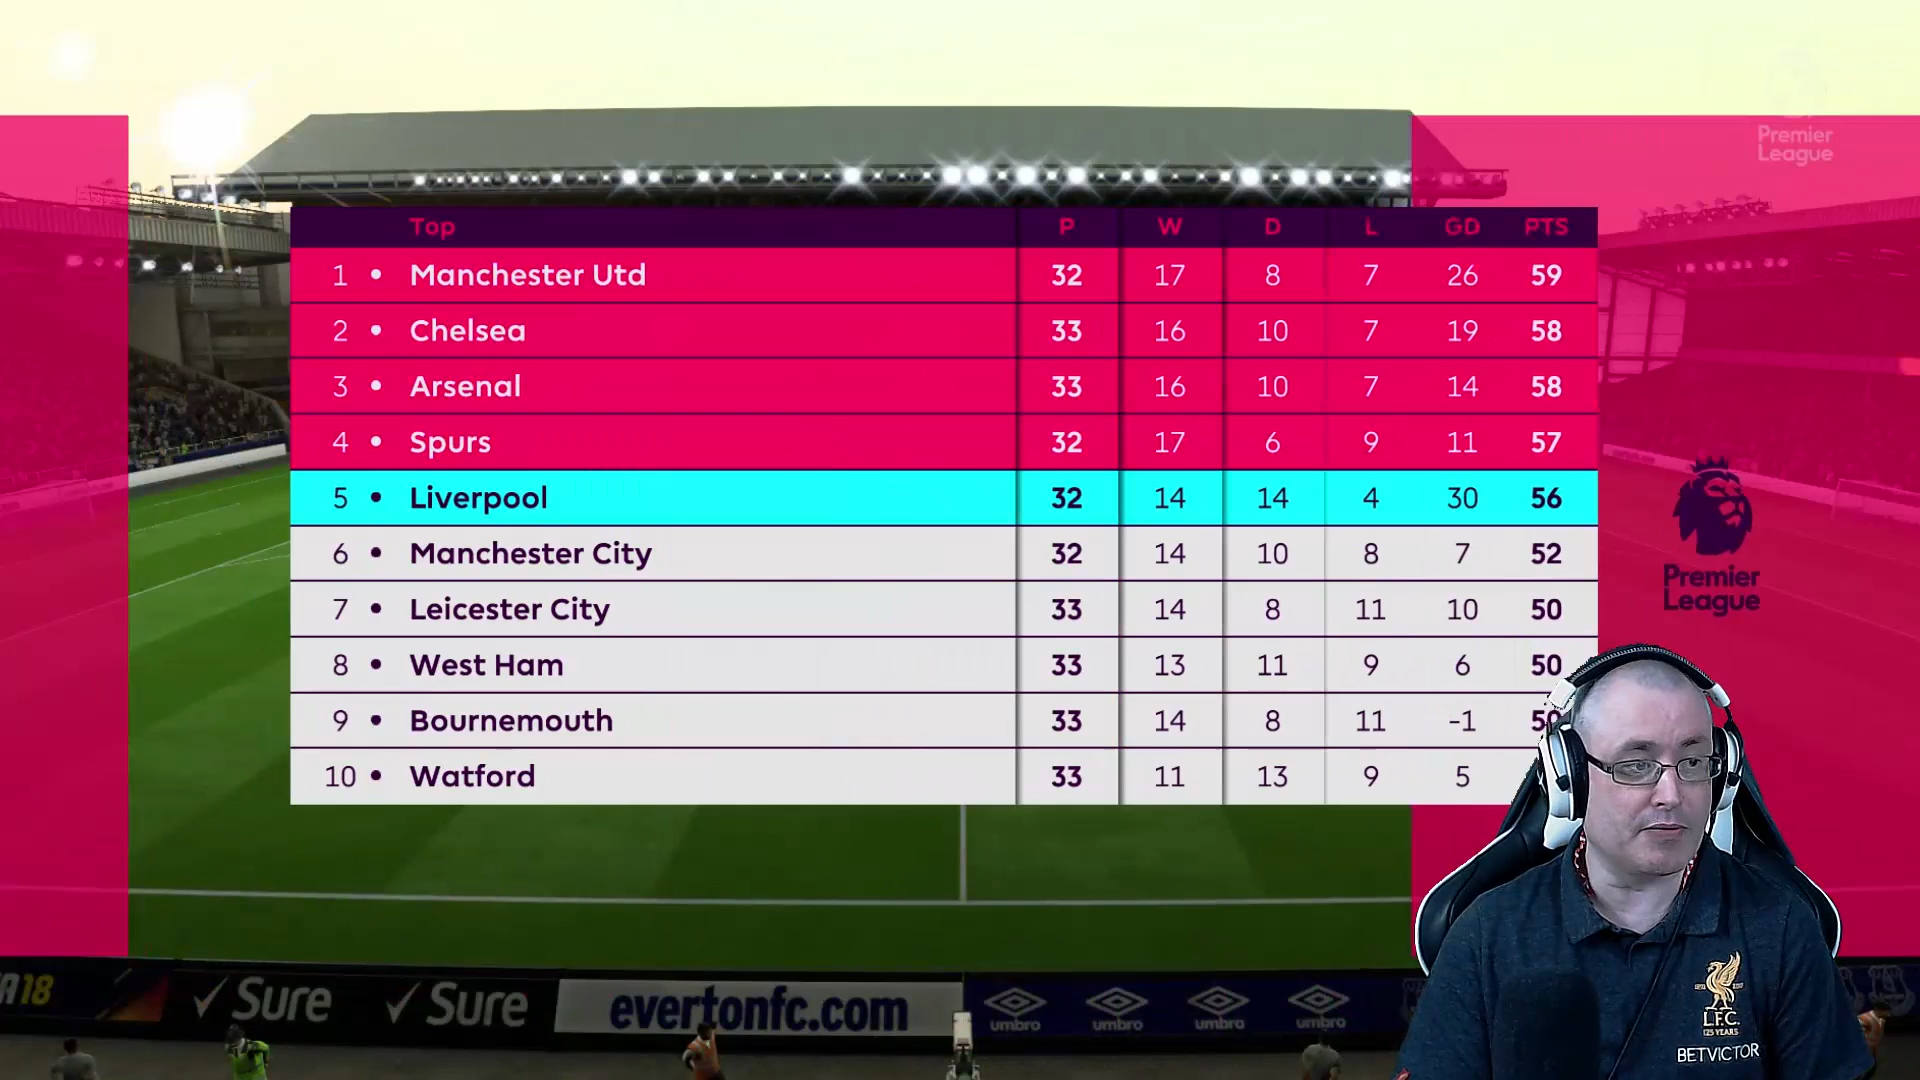 Premier
League
Top P W D L GD PTS
1 • Manchester Utd 32 17 8 7 26 59
2 • Chelsea 33 16 10 7 19 58
3 • Arsenal 33 16 10 7 14 58
4 • Spurs 32 17 6 9 11 57
5 • Liverpool 32 14 14 4 30 56
6 • Manchester City 32 14 10 8 7 52
7 • Leicester City 33 14 8 11 10 50
8 • West Ham 33 13 11 9 6 50
9 • Bournemouth 33 14 8 11 -1 50
10 • Watford 33 11 13 9 5
Premier
League
18 Sure Sure evertonfc.com umbro umbro umbro umbro
L.F.C.
125 YEARS
BETVICTOR